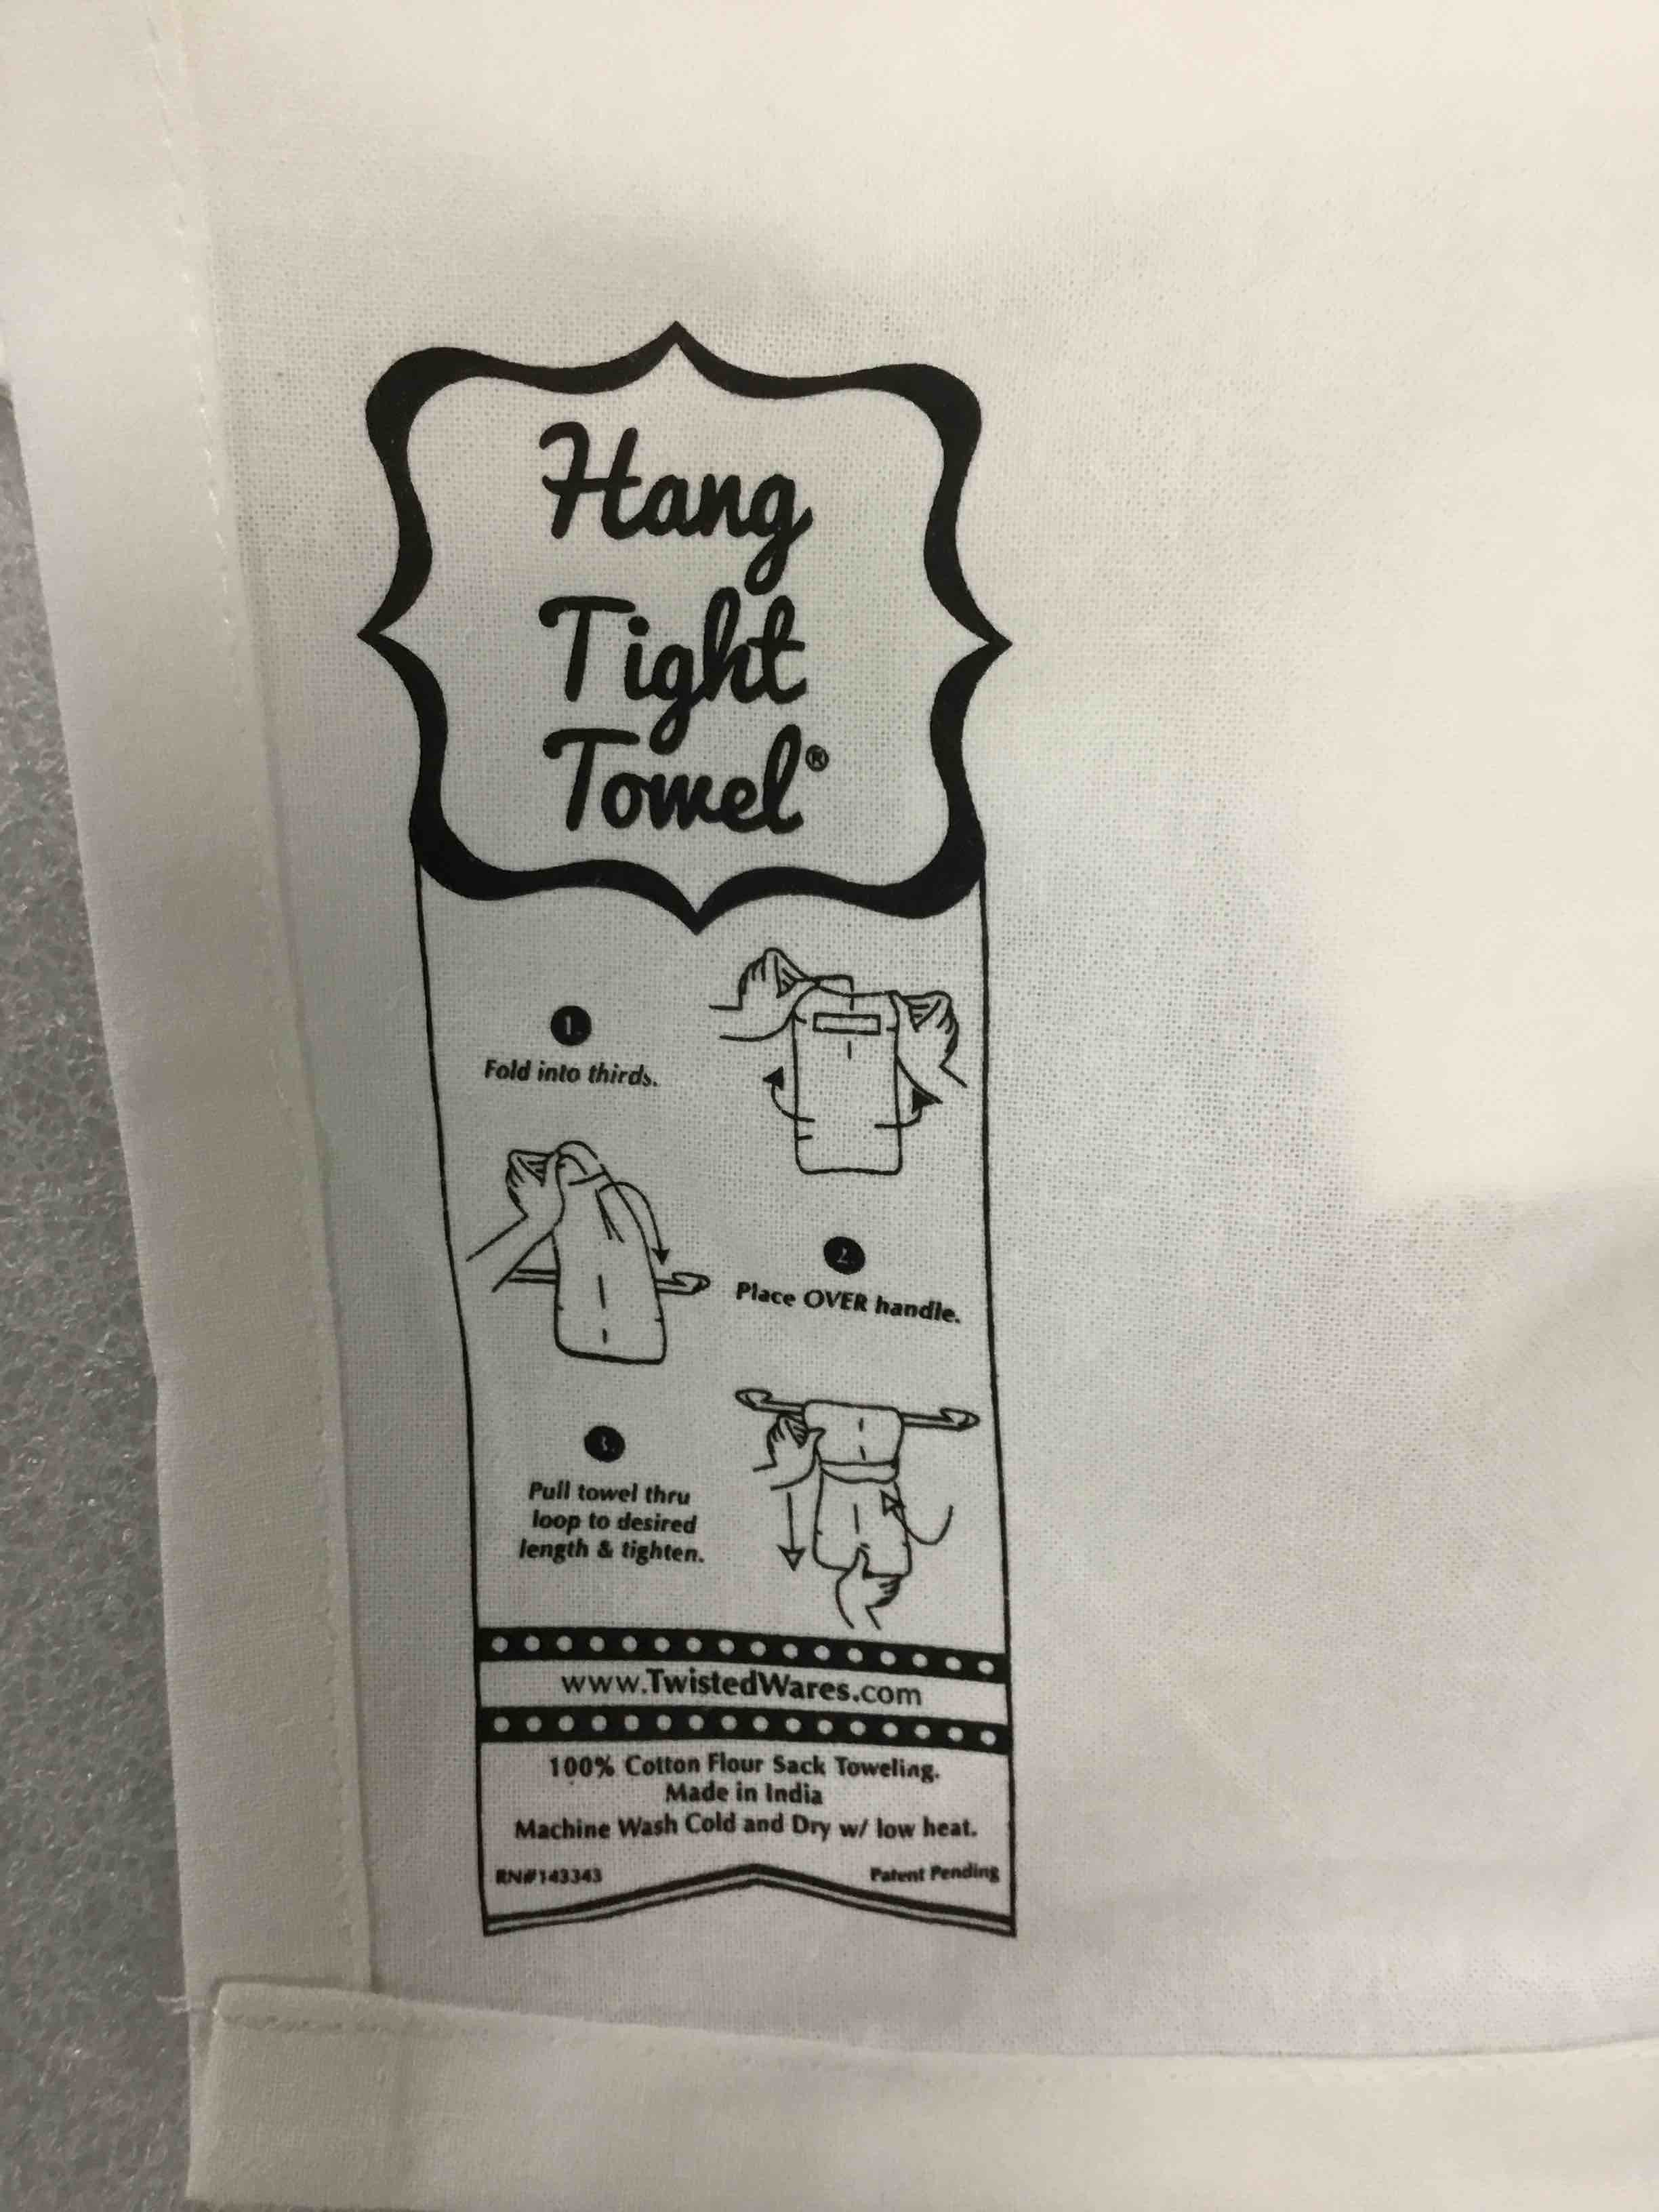 Hang
Tight
Towel®
1.
Fold into thirds.
2.
Place OVER handle.
3.
Pull towel thru
loop to desired
length & tighten.
www.TwistedWares.com
100% Cotton Flour Sack Toweling.
Made in India
Machine Wash Cold and Dry w/ low heat.
RN#143343
Patent Pending